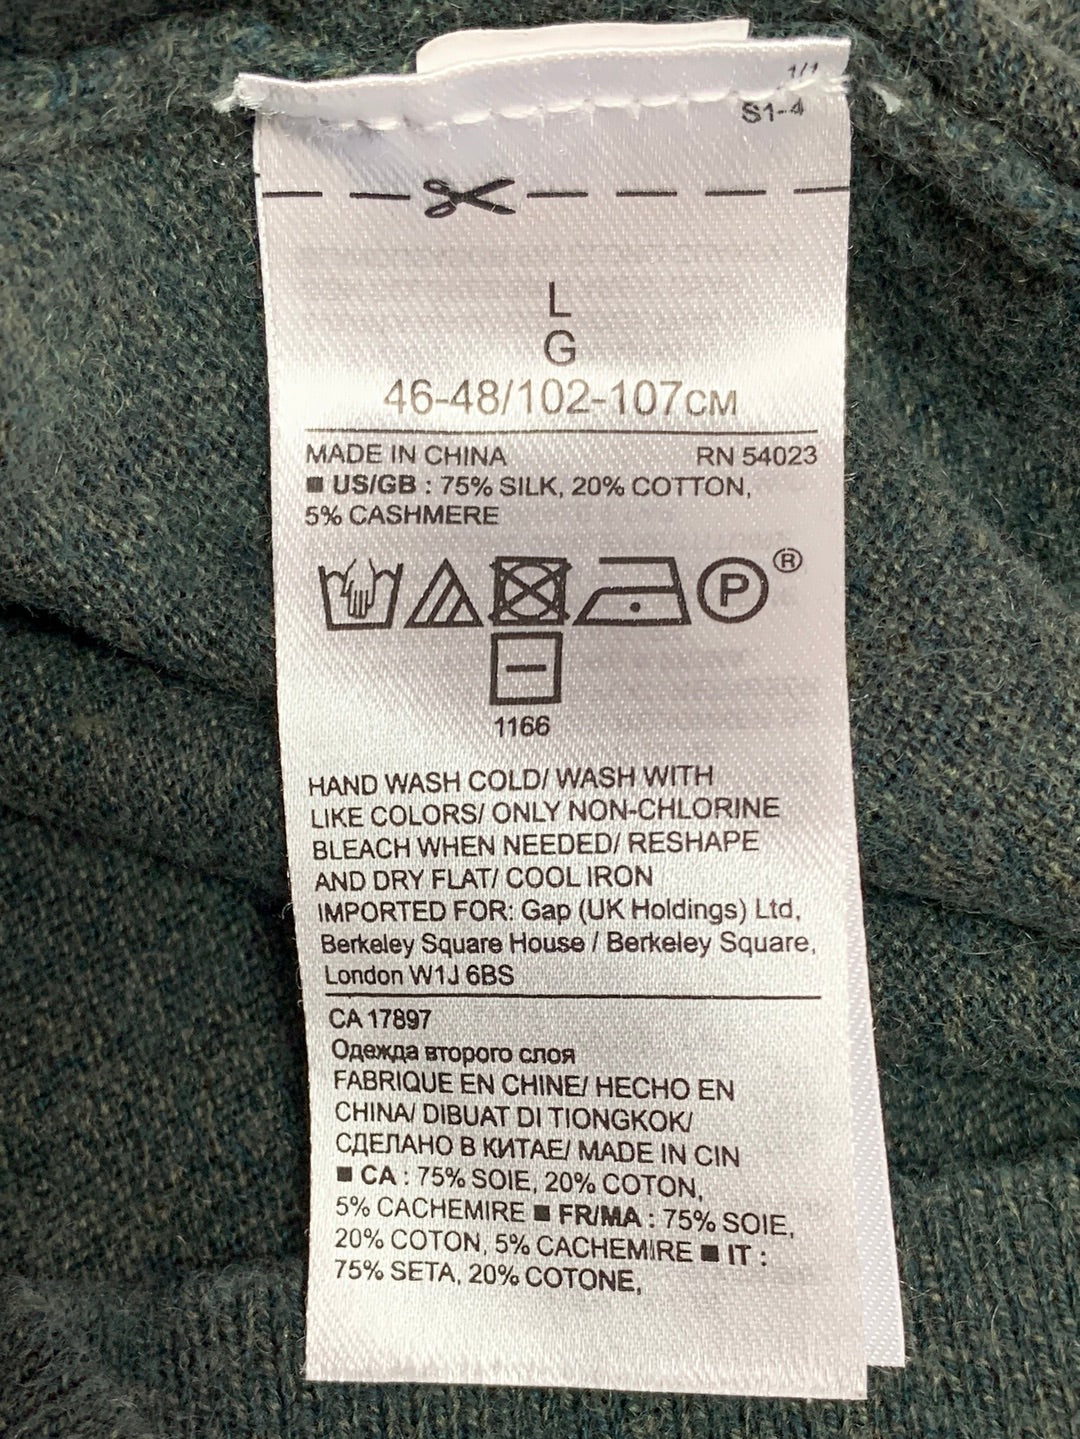 1/1
S1-4
L
G
46-48/102-107CM
MADE IN CHINA RN 54023
■ US/GB : 75% SILK, 20% COTTON,
5% CASHMERE
P ®
1166
HAND WASH COLD/ WASH WITH
LIKE COLORS/ ONLY NON-CHLORINE
BLEACH WHEN NEEDED/ RESHAPE
AND DRY FLAT/ COOL IRON
IMPORTED FOR: Gap (UK Holdings) Ltd,
Berkeley Square House / Berkeley Square,
London W1J 6BS
CA 17897
Одежда второго слоя
FABRIQUE EN CHINE/ HECHO EN
CHINA/ DIBUAT DI TIONGKOK/
СДЕЛАНО В КИТАЕ/ MADE IN CIN
■ CA : 75% SOIE, 20% COTON,
5% CACHEMIRE ■ FR/MA : 75% SOIE,
20% COTON, 5% CACHEMIRE ■ IT :
75% SETA, 20% COTONE,